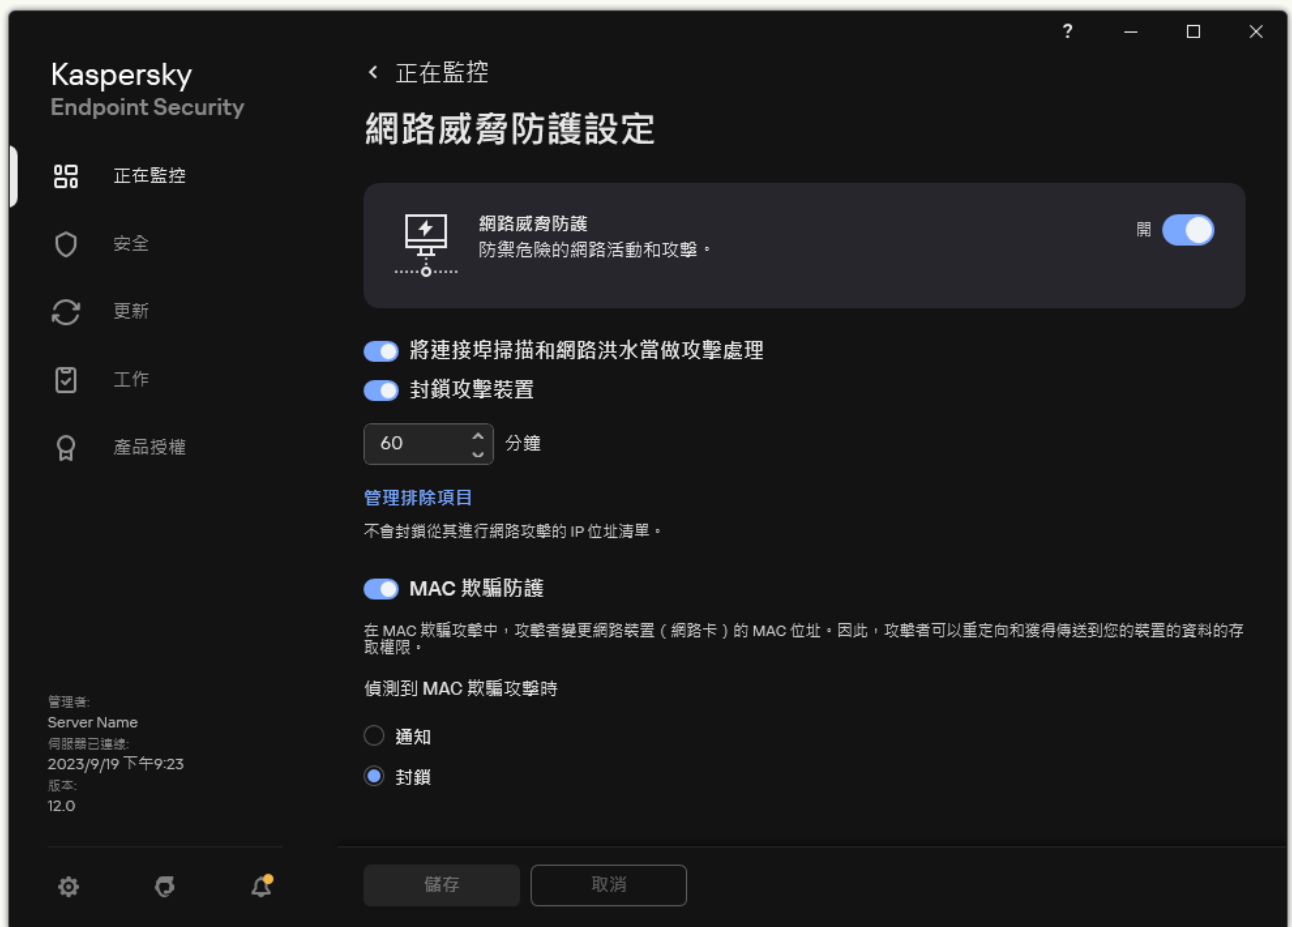 ?
Kaspersky
Endpoint Security
正在監控
安全
更新
工作
產品授權
管理者:
Server Name
伺服器已連線:
2023/9/19 下午9:23
版本:
12.0
正在監控
網路威脅防護設定
網路威脅防護
防禦危險的網路活動和攻擊。
開
將連接埠掃描和網路洪水當做攻擊處理
封鎖攻擊裝置
60 分鐘
管理排除項目
不會封鎖從其進行網路攻擊的 IP 位址清單。
MAC 欺騙防護
在 MAC 欺騙攻擊中，攻擊者變更網路裝置（網路卡）的 MAC 位址。因此，攻擊者可以重定向和獲得傳送到您的裝置的資料的存
取權限。
偵測到 MAC 欺騙攻擊時
通知
封鎖
儲存 取消